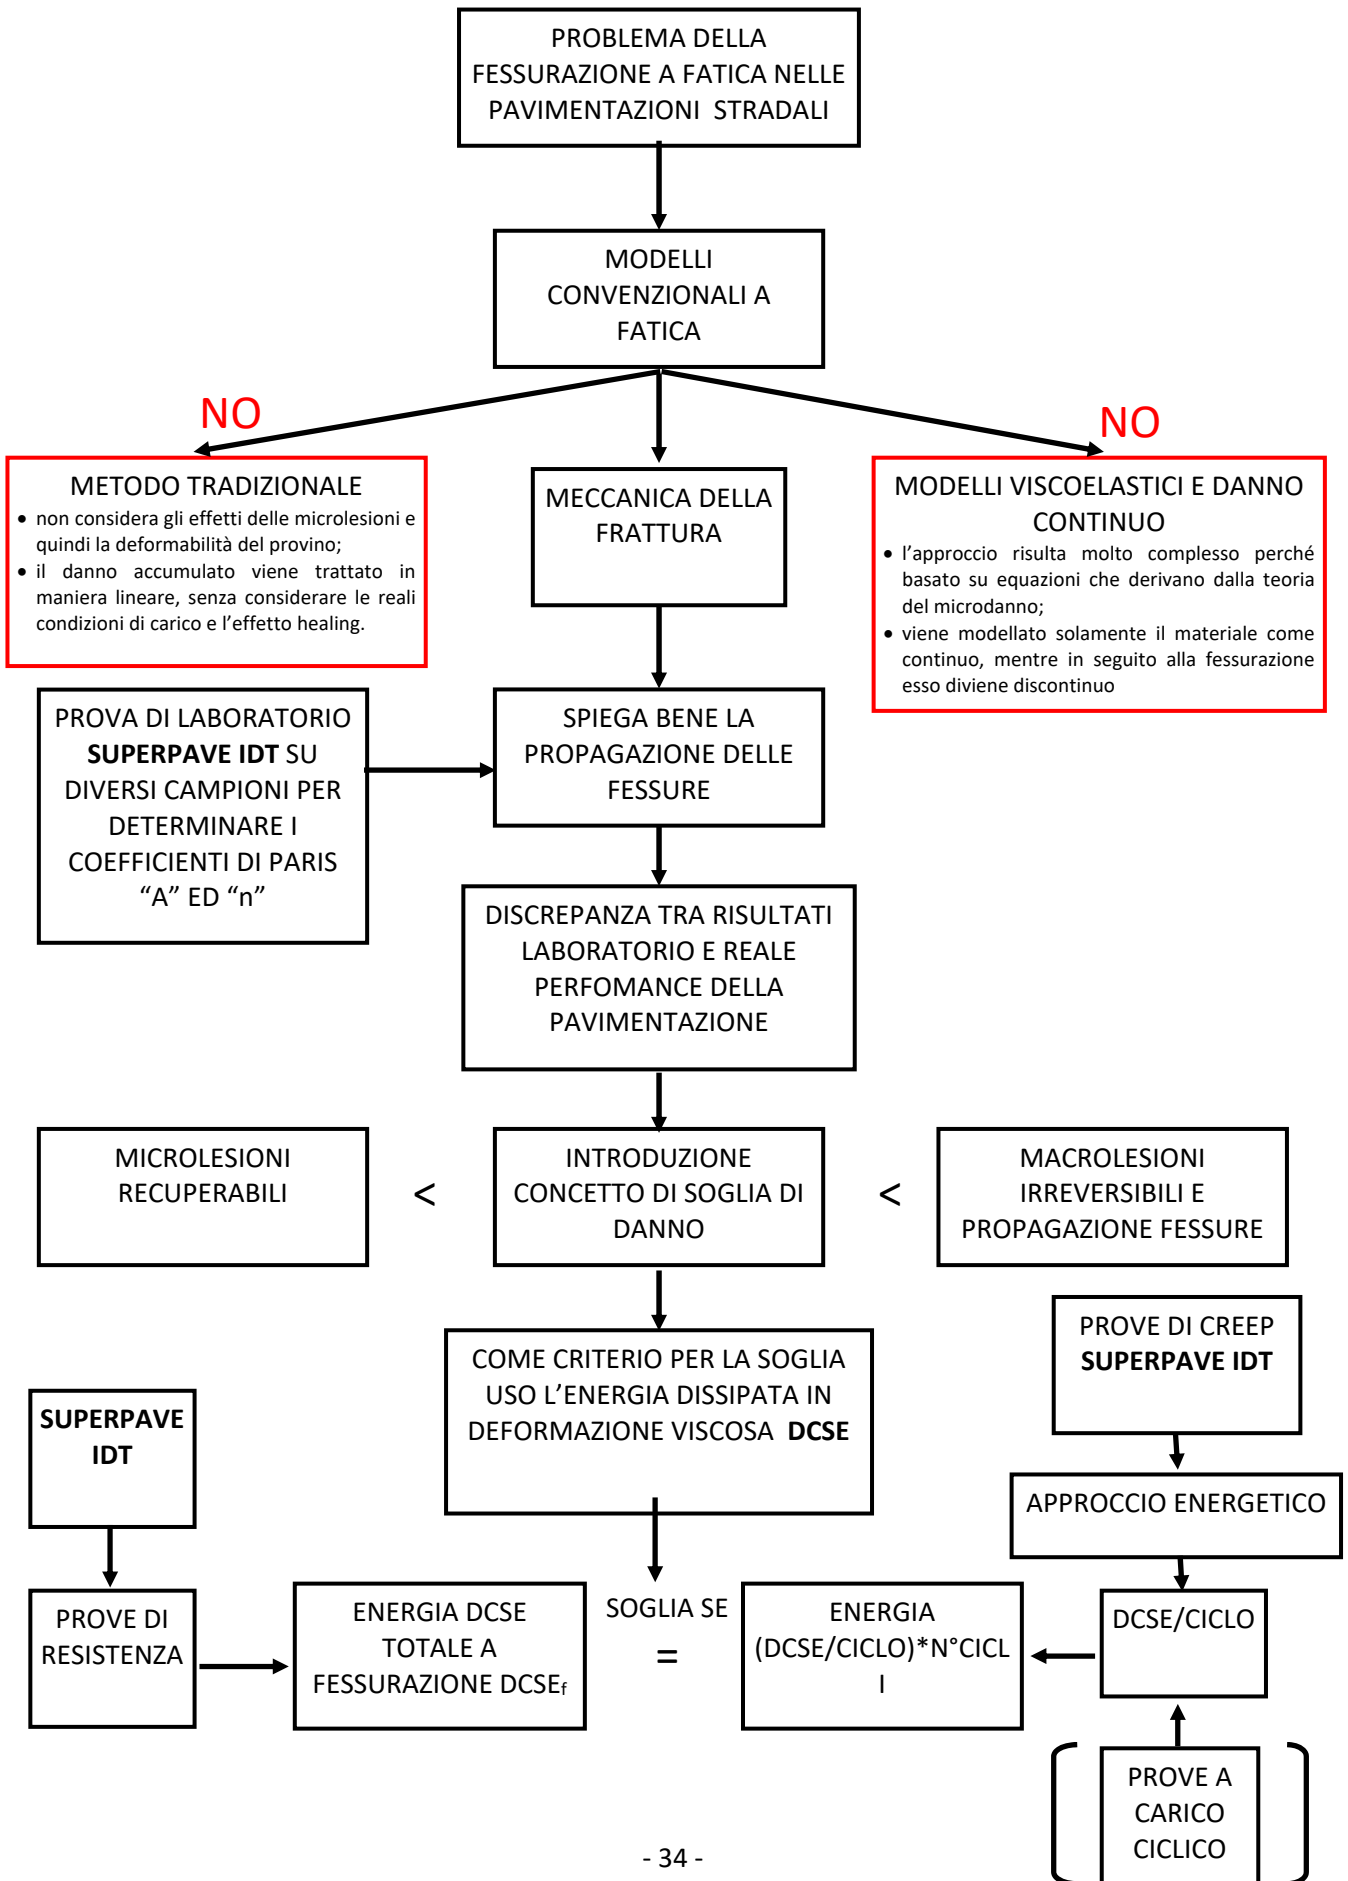 PROBLEMA DELLA
FESSURAZIONE A FATICA NELLE
PAVIMENTAZIONI STRADALI
MODELLI
CONVENZIONALI A
FATICA
NO
NO
METODO TRADIZIONALE
• non considera gli effetti delle microlesioni e
quindi la deformabilità del provino;
• il danno accumulato viene trattato in
maniera lineare, senza considerare le reali
condizioni di carico e l’effetto healing.
MECCANICA DELLA
FRATTURA
MODELLI VISCOELASTICI E DANNO
CONTINUO
• l’approccio risulta molto complesso perché
basato su equazioni che derivano dalla teoria
del microdanno;
• viene modellato solamente il materiale come
continuo, mentre in seguito alla fessurazione
esso diviene discontinuo
PROVA DI LABORATORIO
SUPERPAVE IDT SU
DIVERSI CAMPIONI PER
DETERMINARE I
COEFFICIENTI DI PARIS
“A” ED “n”
SPIEGA BENE LA
PROPAGAZIONE DELLE
FESSURE
DISCREPANZA TRA RISULTATI
LABORATORIO E REALE
PERFOMANCE DELLA
PAVIMENTAZIONE
MICROLESIONI
RECUPERABILI
<
INTRODUZIONE
CONCETTO DI SOGLIA DI
DANNO
<
MACROLESIONI
IRREVERSIBILI E
PROPAGAZIONE FESSURE
PROVE DI CREEP
SUPERPAVE IDT
COME CRITERIO PER LA SOGLIA
USO L’ENERGIA DISSIPATA IN
DEFORMAZIONE VISCOSA DCSE
SUPERPAVE
IDT
APPROCCIO ENERGETICO
PROVE DI
RESISTENZA
ENERGIA DCSE
TOTALE A
FESSURAZIONE DCSEf
SOGLIA SE
=
ENERGIA
(DCSE/CICLO)*N°CICL
I
DCSE/CICLO
PROVE A
CARICO
CICLICO
- 34 -